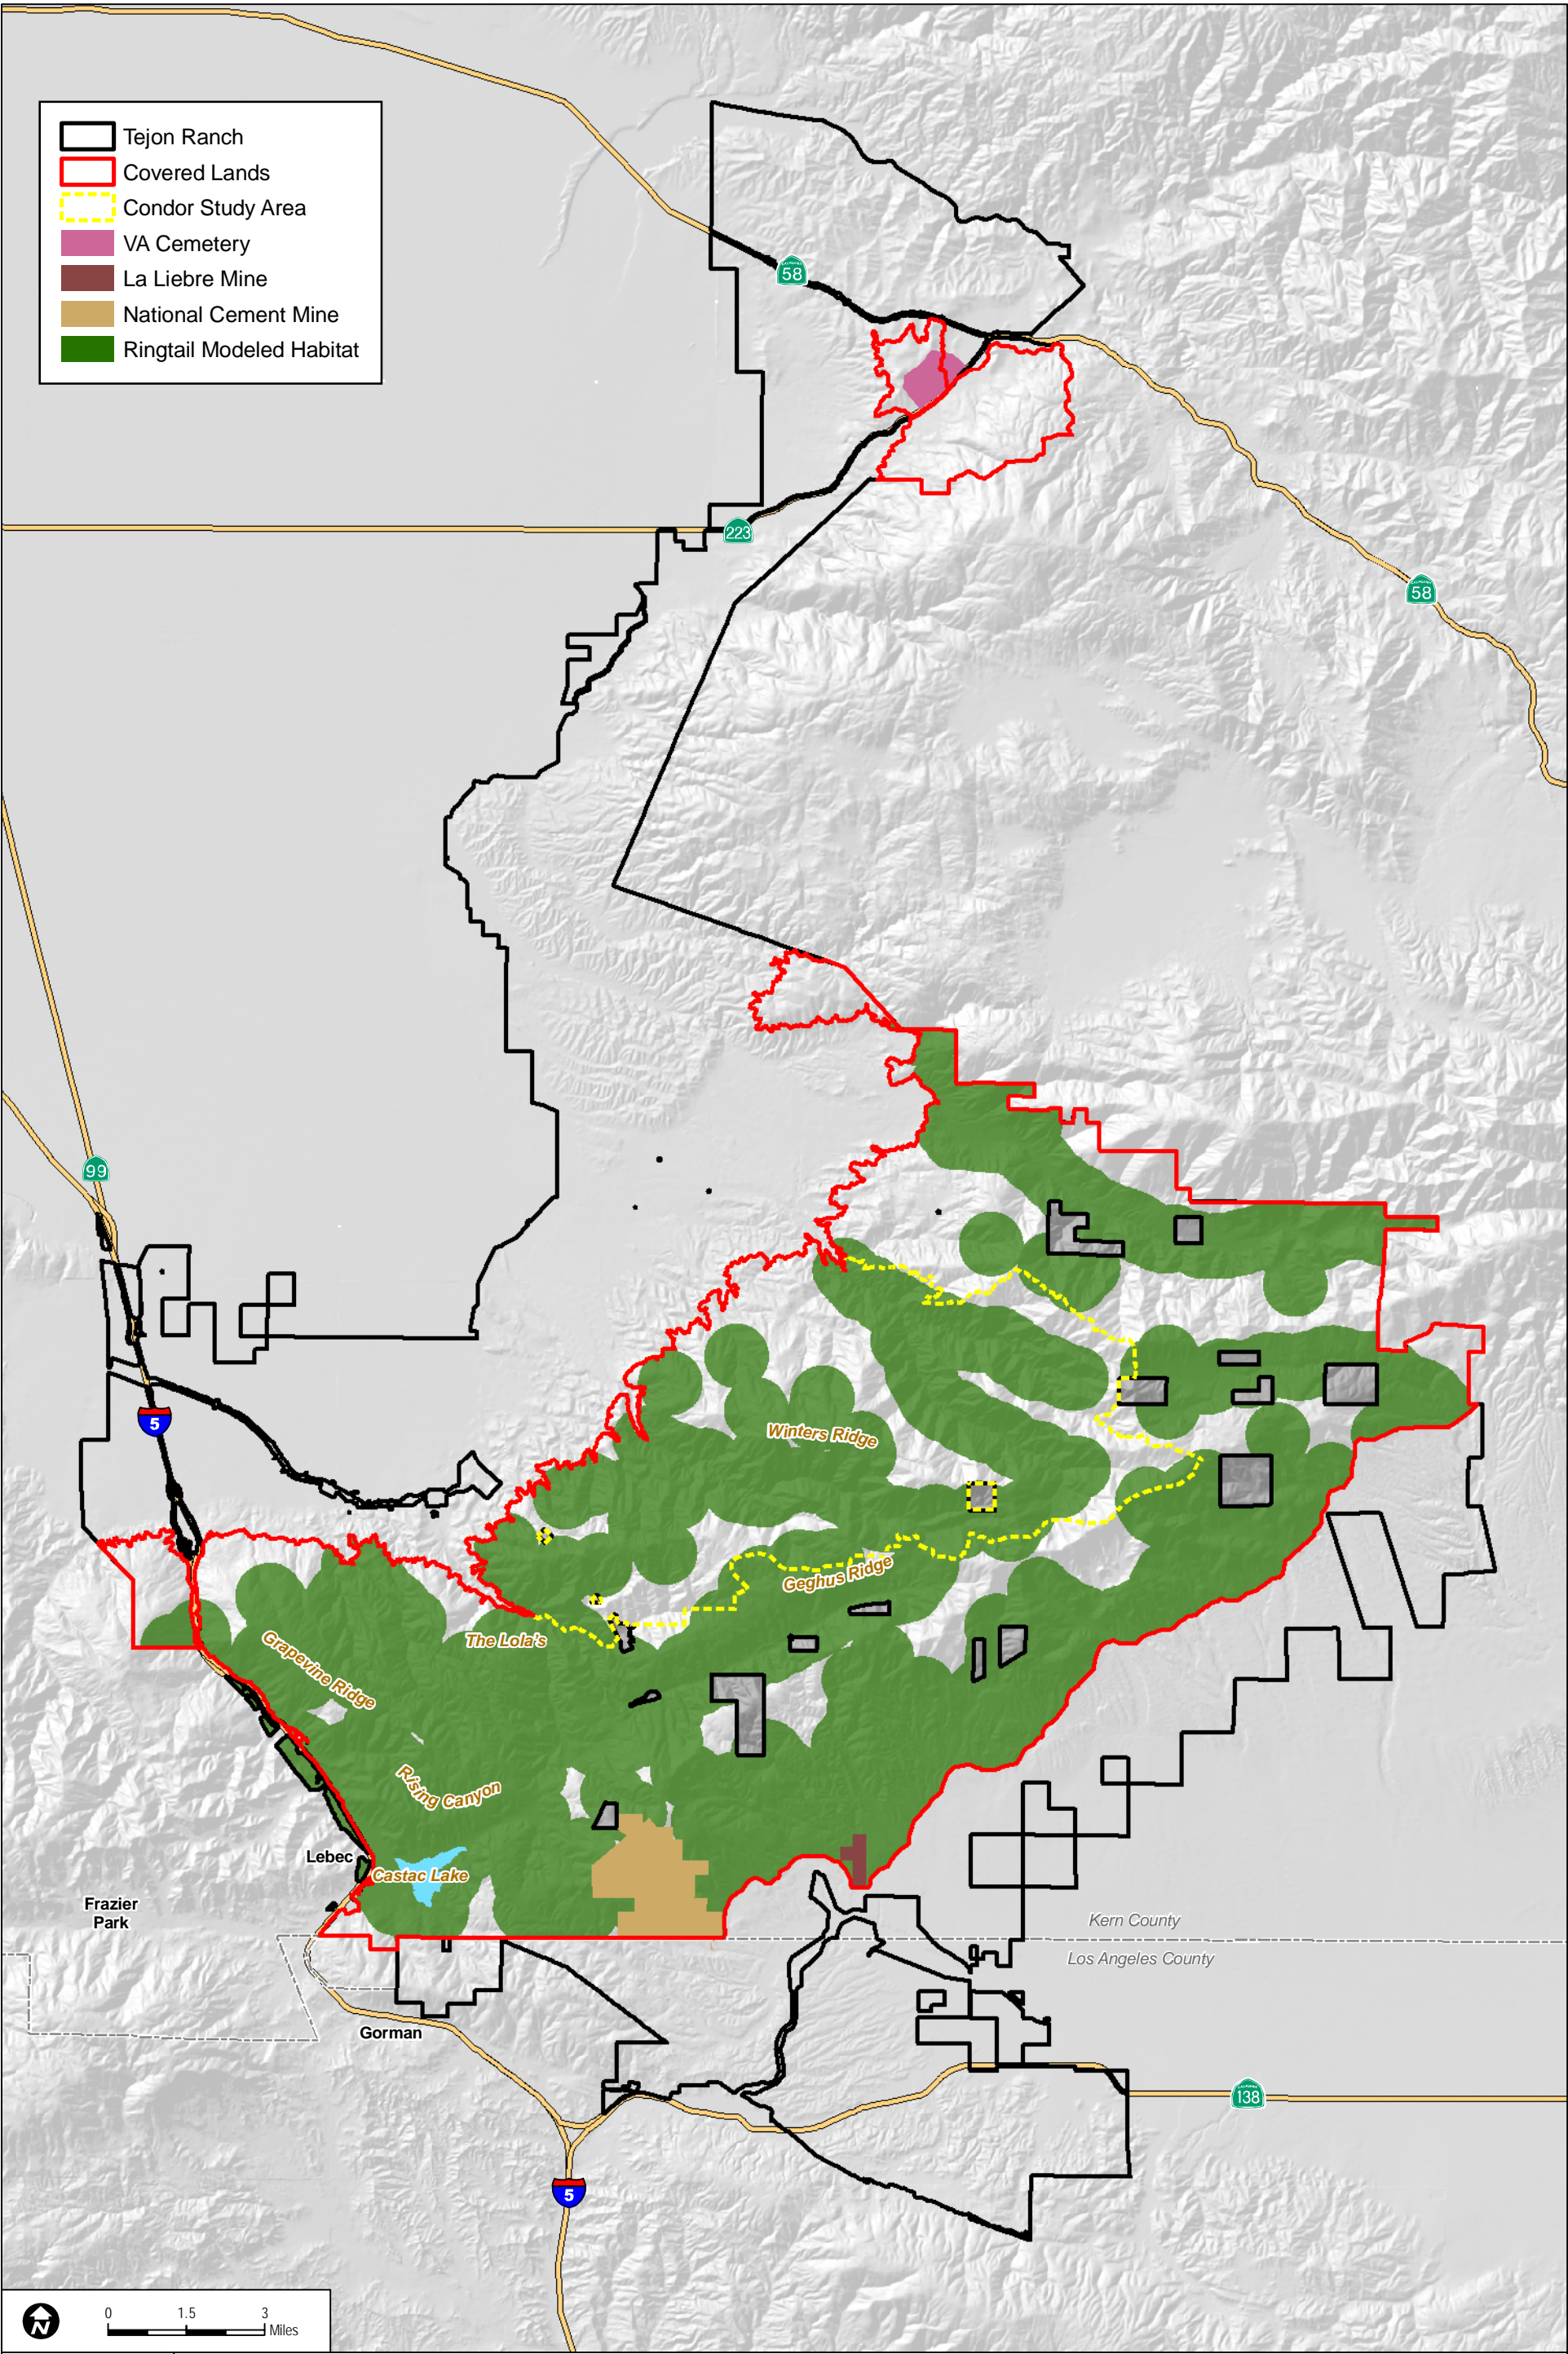 Tejon Ranch
Covered Lands
Condor Study Area
VA Cemetery
La Liebre Mine
National Cement Mine
Ringtail Modeled Habitat
58
223
58
99
5
Winters Ridge
Geghus Ridge
The Lola's
Grapevine Ridge
Rising Canyon
Lebec
Castac Lake
Frazier
Park
Kern County
Los Angeles County
Gorman
138
5
N
0 1.5 3
Miles